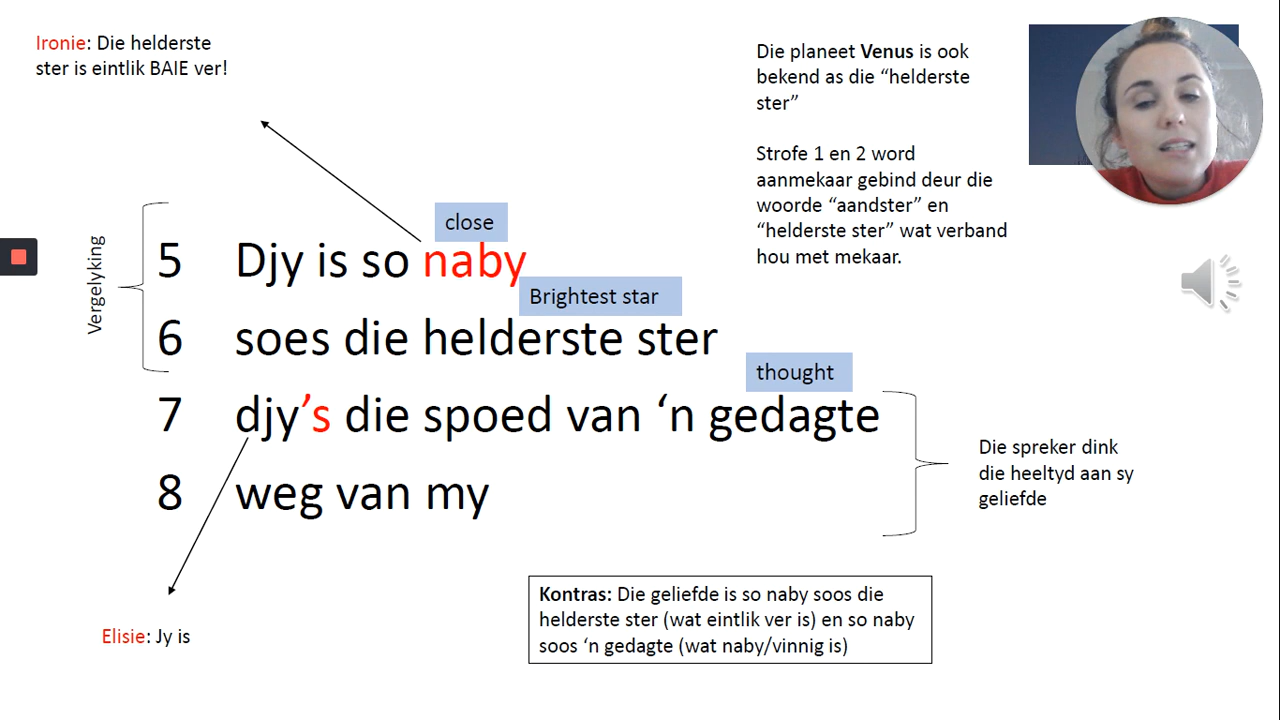 Ironie: Die helderste
ster is eintlik BAIE ver!
Die planeet Venus is ook
bekend as die “helderste
ster”
Strofe 1 en 2 word
aanmekaar gebind deur die
woorde “aandster” en
“helderste ster” wat verband
hou met mekaar.
Vergelyking
close
5 Djy is so naby
Brightest star
6 soes die helderste ster
thought
7 djy’s die spoed van ‘n gedagte
8 weg van my
Die spreker dink
die heeltyd aan sy
geliefde
Kontras: Die geliefde is so naby soos die
helderste ster (wat eintlik ver is) en so naby
soos ‘n gedagte (wat naby/vinnig is)
Elisie: Jy is